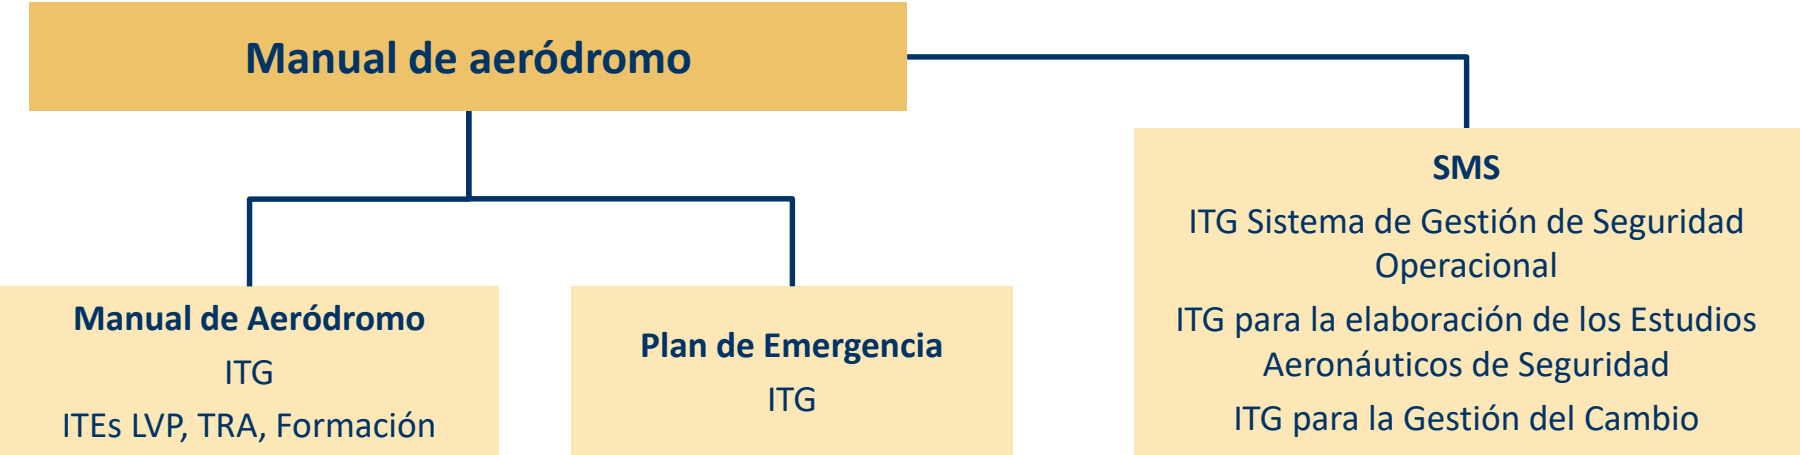 Manual de aeródromo
Manual de Aeródromo
ITG
ITEs LVP, TRA, Formación
Plan de Emergencia
ITG
SMS
ITG Sistema de Gestión de Seguridad
Operacional
ITG para la elaboración de los Estudios
Aeronáuticos de Seguridad
ITG para la Gestión del Cambio